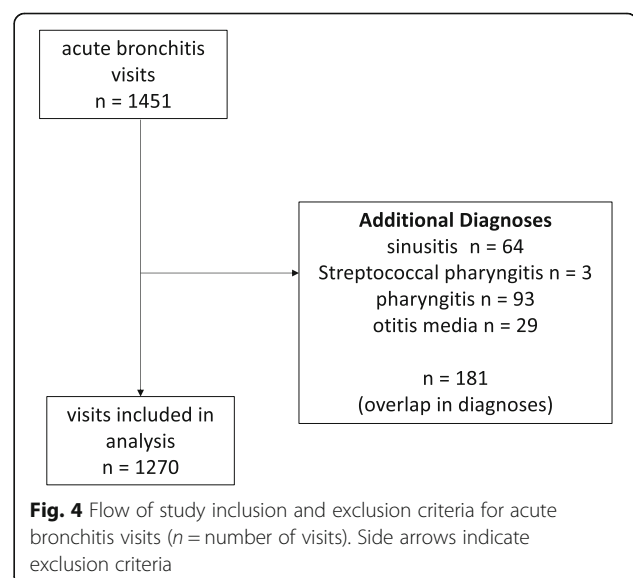 acute bronchitis
visits
n = 1451
Additional Diagnoses
sinusitis n = 64
Streptococcal pharyngitis n = 3
pharyngitis n = 93
otitis media n = 29
n = 181
(overlap in diagnoses)
visits included in
analysis
n = 1270
Fig. 4 Flow of study inclusion and exclusion criteria for acute
bronchitis visits (n = number of visits). Side arrows indicate
exclusion criteria